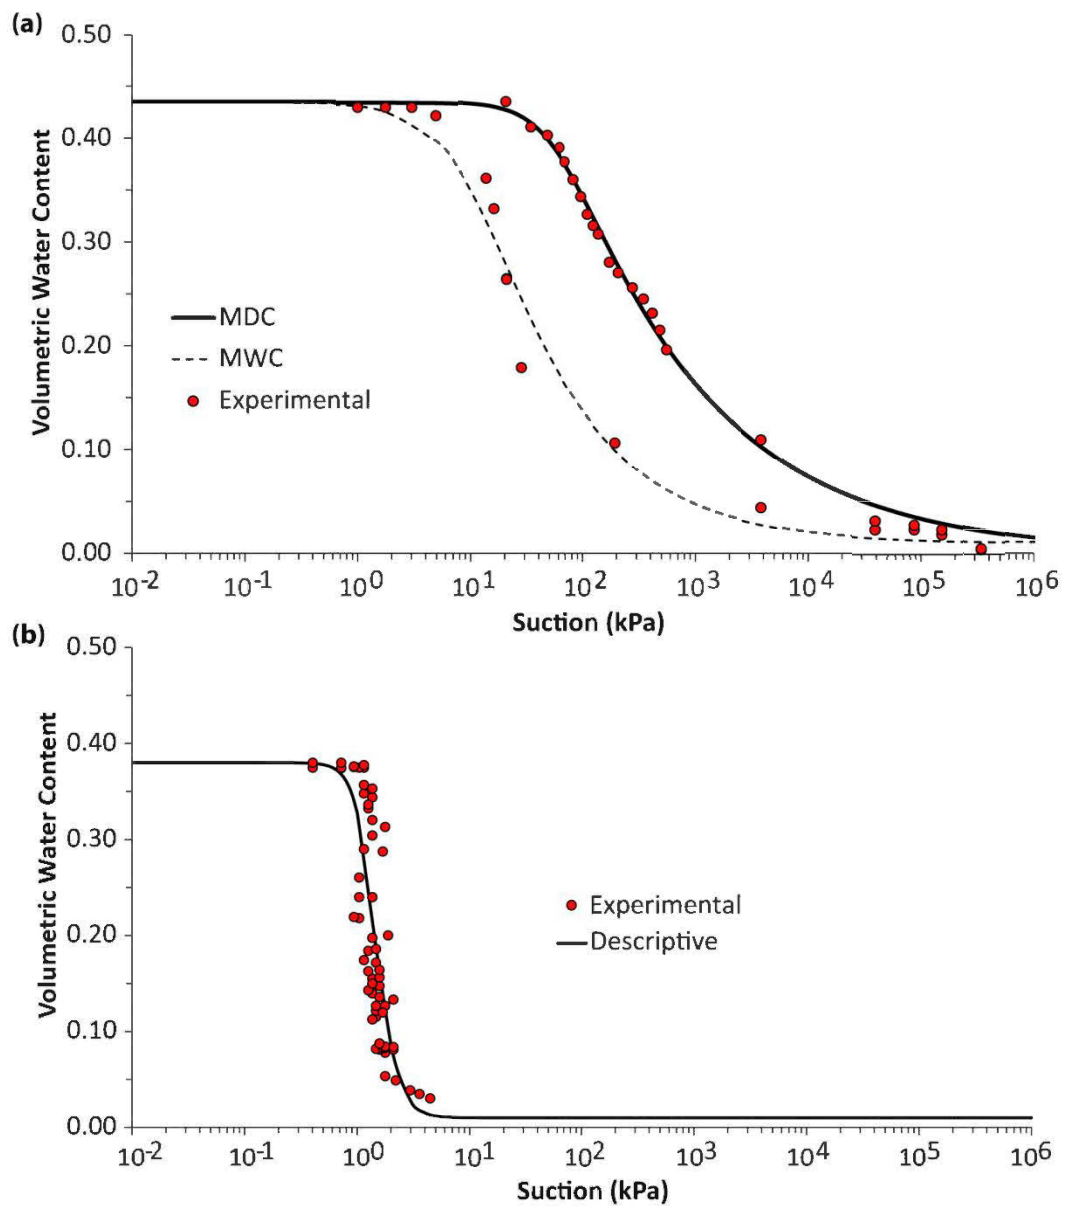 (a)
0.50
0.40
0.30
0.20
0.10
0.00
Volumetric Water Content
MDC
MWC
Experimental
10-2 10-1 100 101 102 103 104 105 106
Suction (kPa)
(b)
0.50
0.40
0.30
0.20
0.10
0.00
Volumetric Water Content
Experimental
Descriptive
10-2 10-1 100 101 102 103 104 105 106
Suction (kPa)